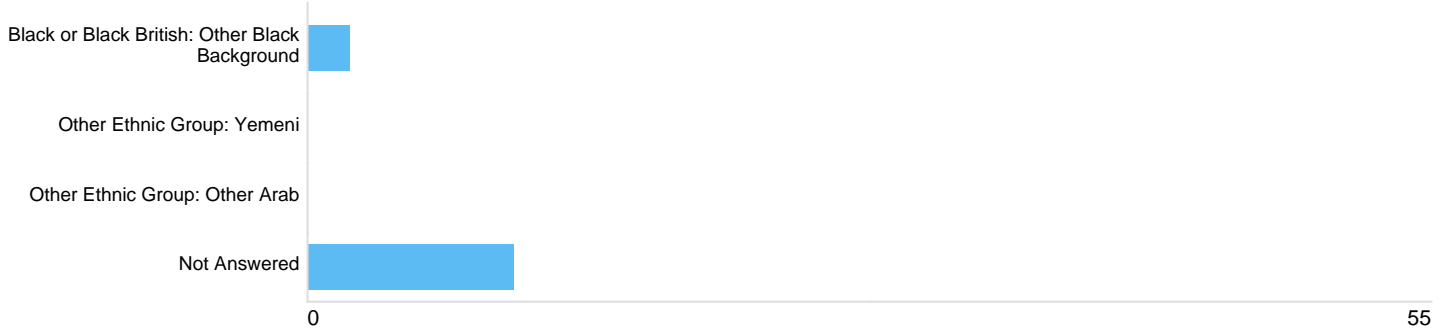 Black or Black British: Other Black
Background
Other Ethnic Group: Yemeni
Other Ethnic Group: Other Arab
Not Answered
0
55